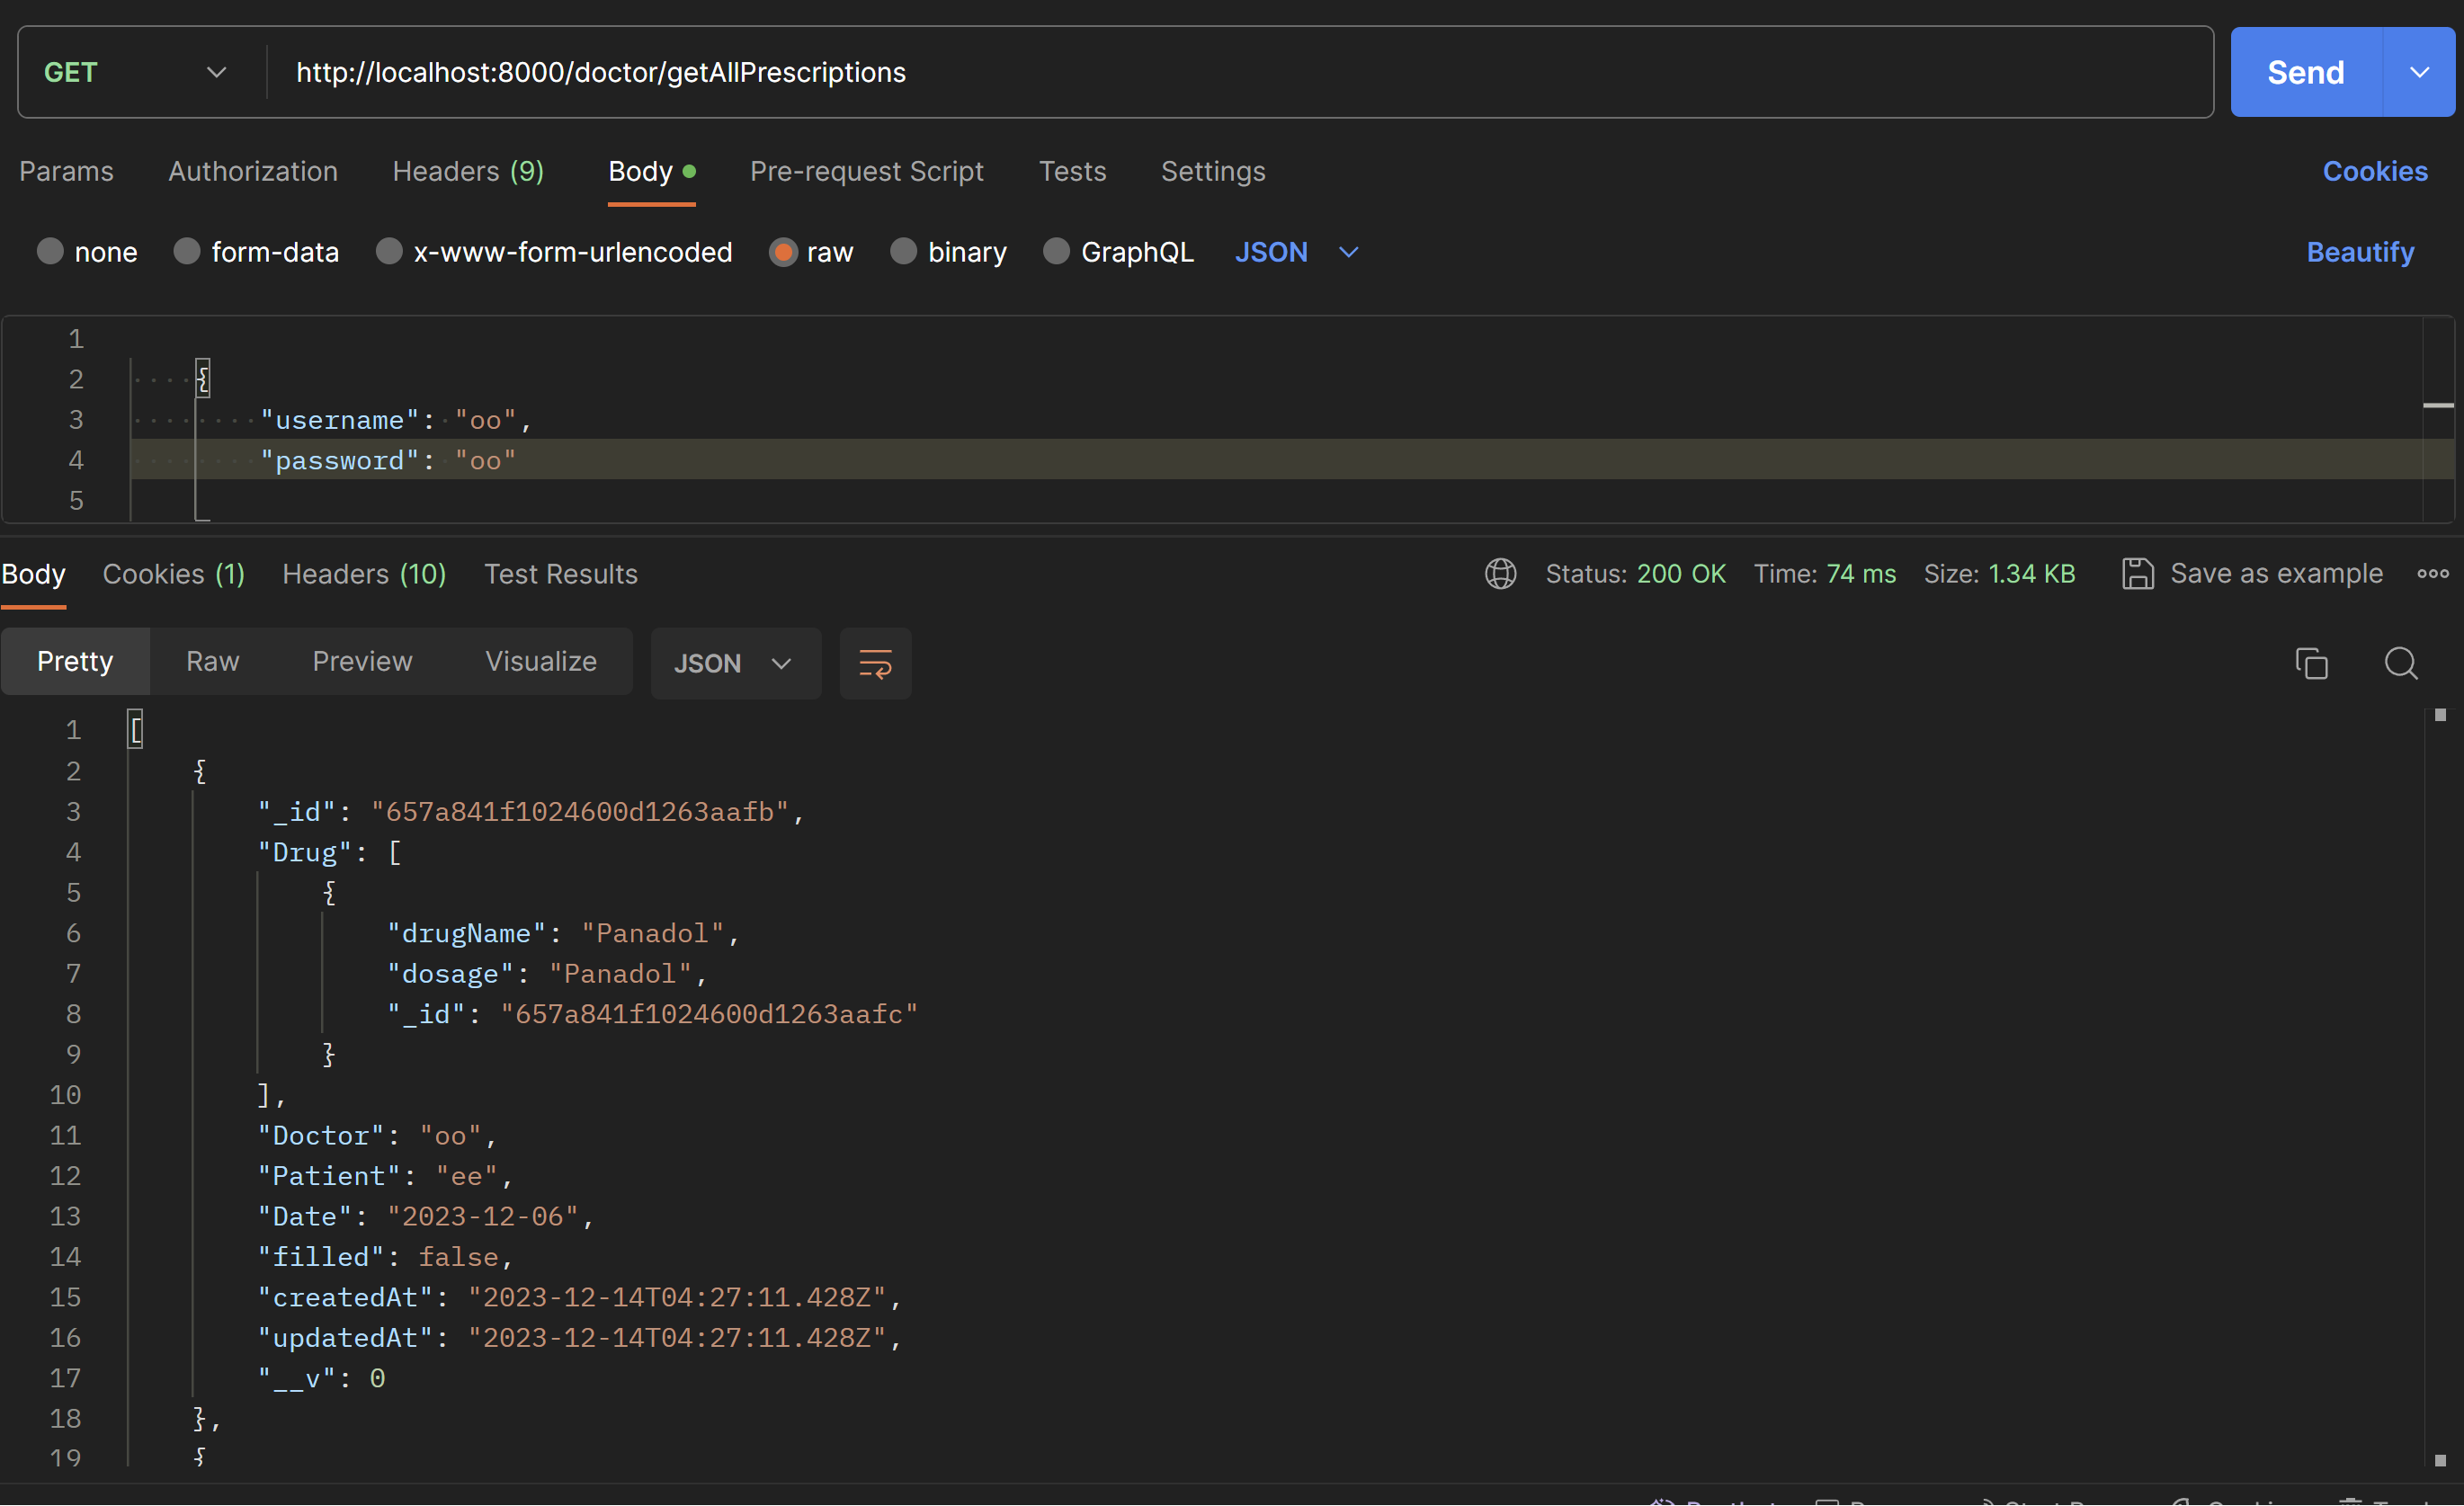 GET http://localhost:8000/doctor/getAllPrescriptions Send
Params Authorization Headers (9) Body Pre-request Script Tests Settings Cookies
none form-data x-www-form-urlencoded raw binary GraphQL JSON Beautify
1
2 {
3 "username": "oo",
4 "password": "oo"
5
Body Cookies (1) Headers (10) Test Results Status: 200 OK Time: 74 ms Size: 1.34 KB Save as example
Pretty Raw Preview Visualize JSON
1 [
2 {
3 "_id": "657a841f1024600d1263aafb",
4 "Drug": [
5 {
6 "drugName": "Panadol",
7 "dosage": "Panadol",
8 "_id": "657a841f1024600d1263aafc"
9 }
10 ],
11 "Doctor": "oo",
12 "Patient": "ee",
13 "Date": "2023-12-06",
14 "filled": false,
15 "createdAt": "2023-12-14T04:27:11.428Z",
16 "updatedAt": "2023-12-14T04:27:11.428Z",
17 "__v": 0
18 },
19 {